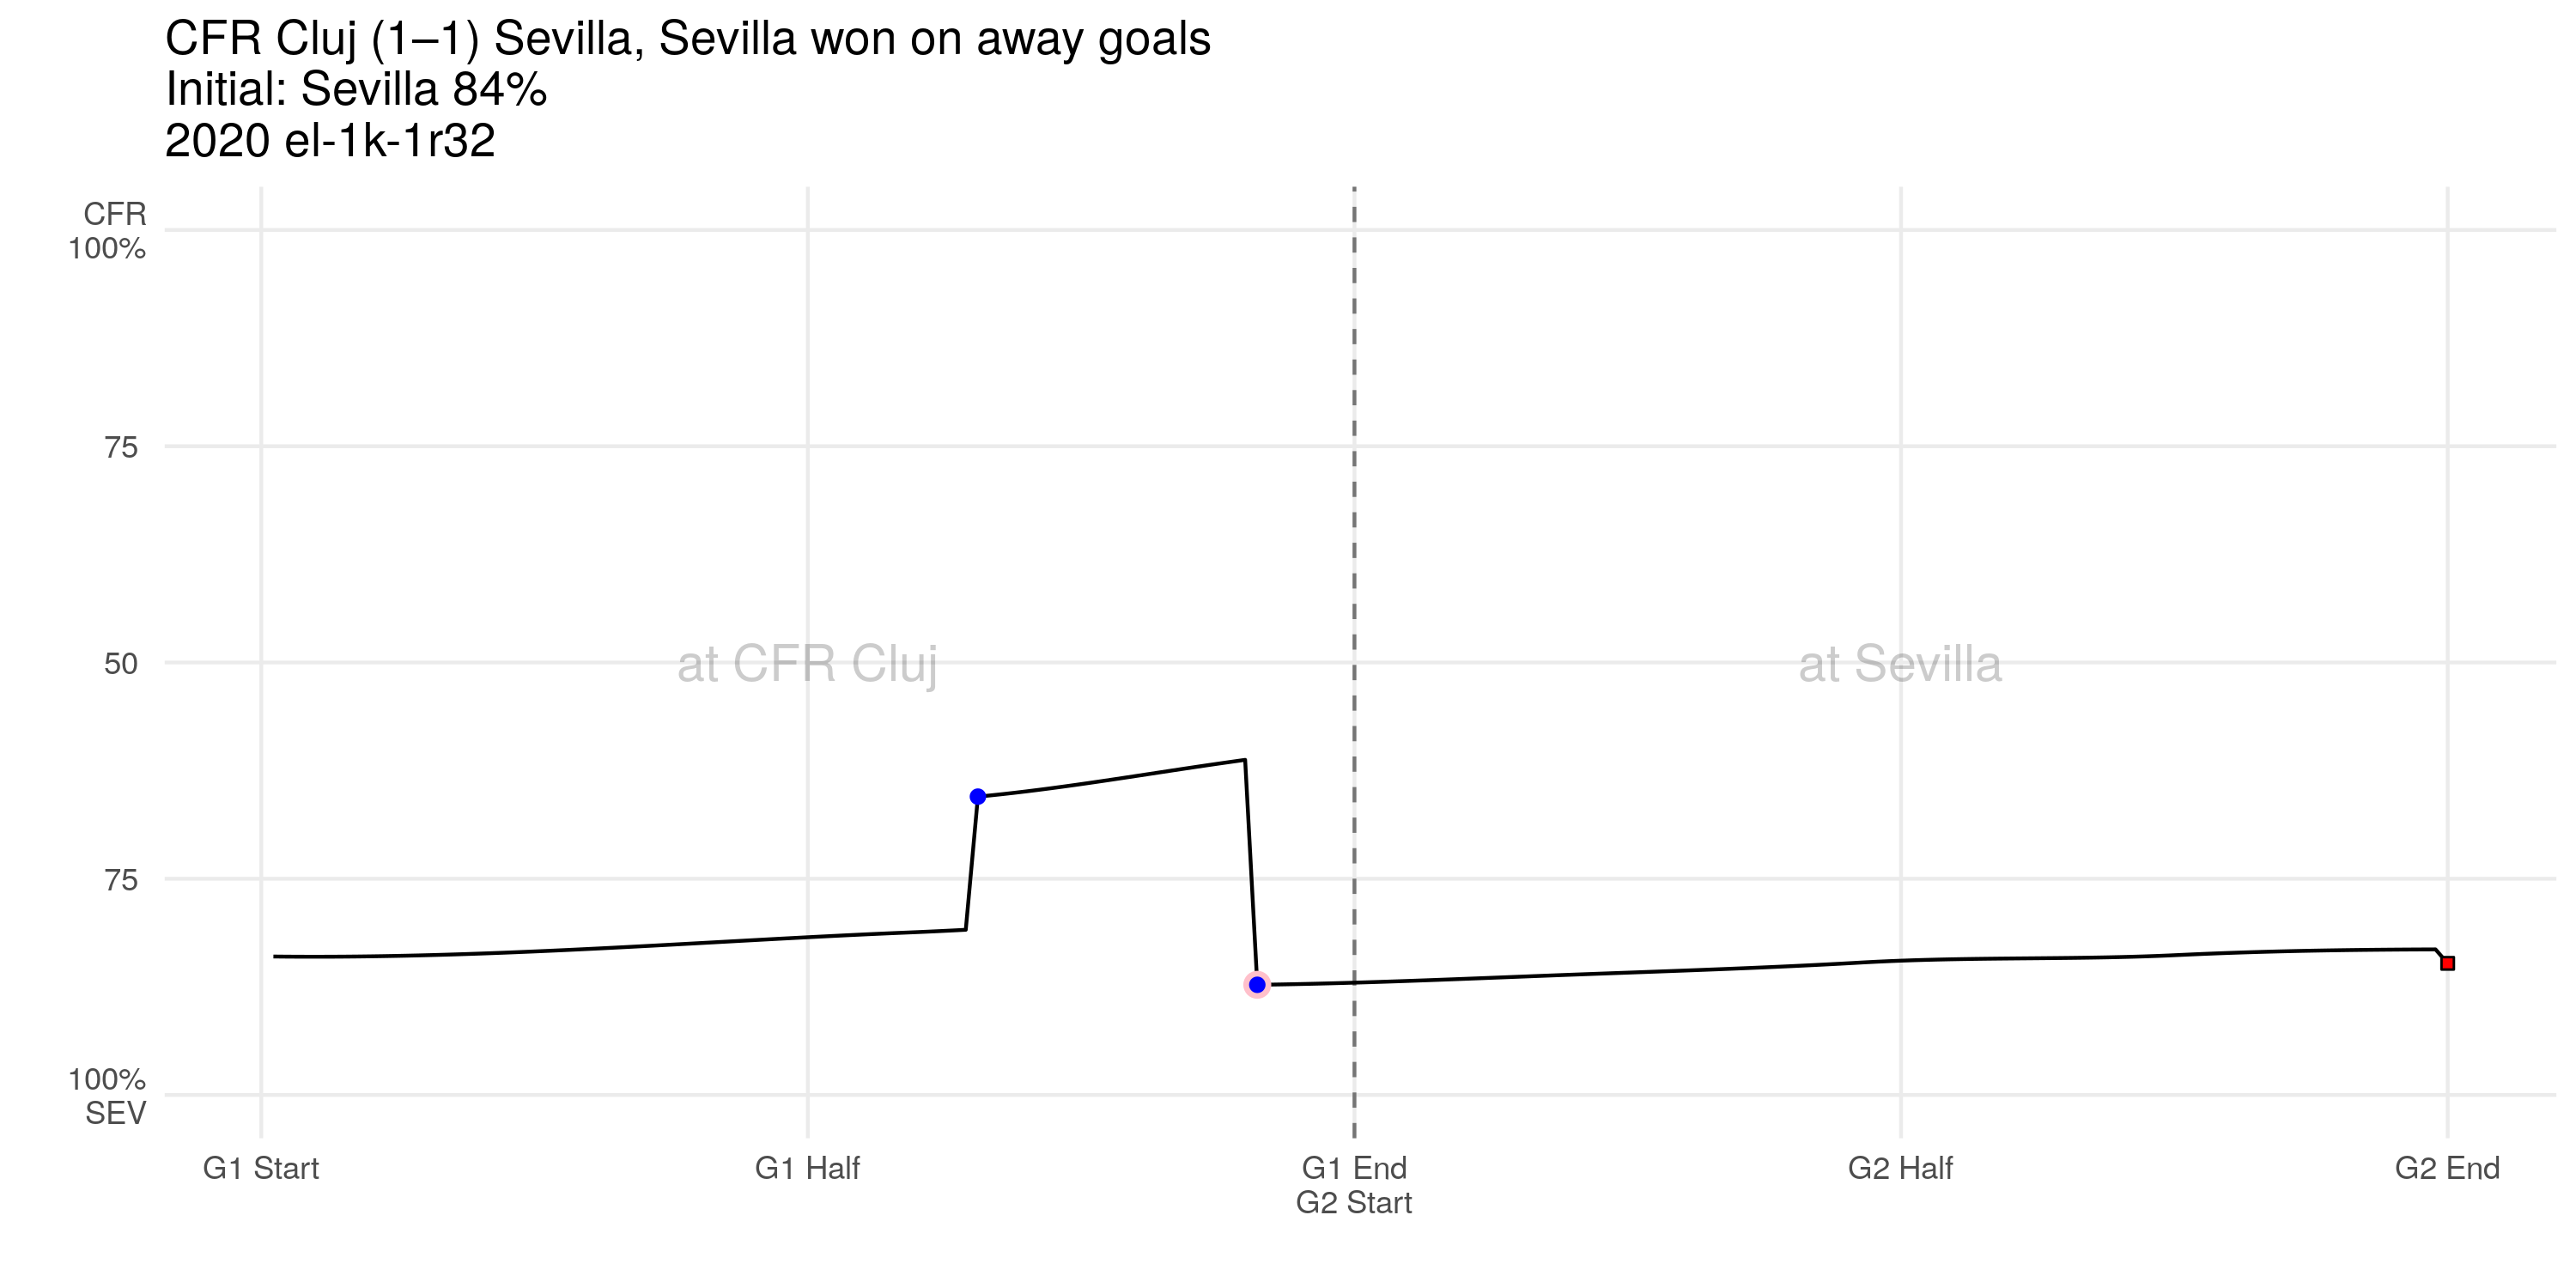 CFR Cluj (1–1) Sevilla, Sevilla won on away goals
Initial: Sevilla 84%
2020 el-1k-1r32
CFR
100%
75
50
75
100%
SEV
at CFR Cluj
at Sevilla
G1 Start
G1 Half
G1 End
G2 Start
G2 Half
G2 End